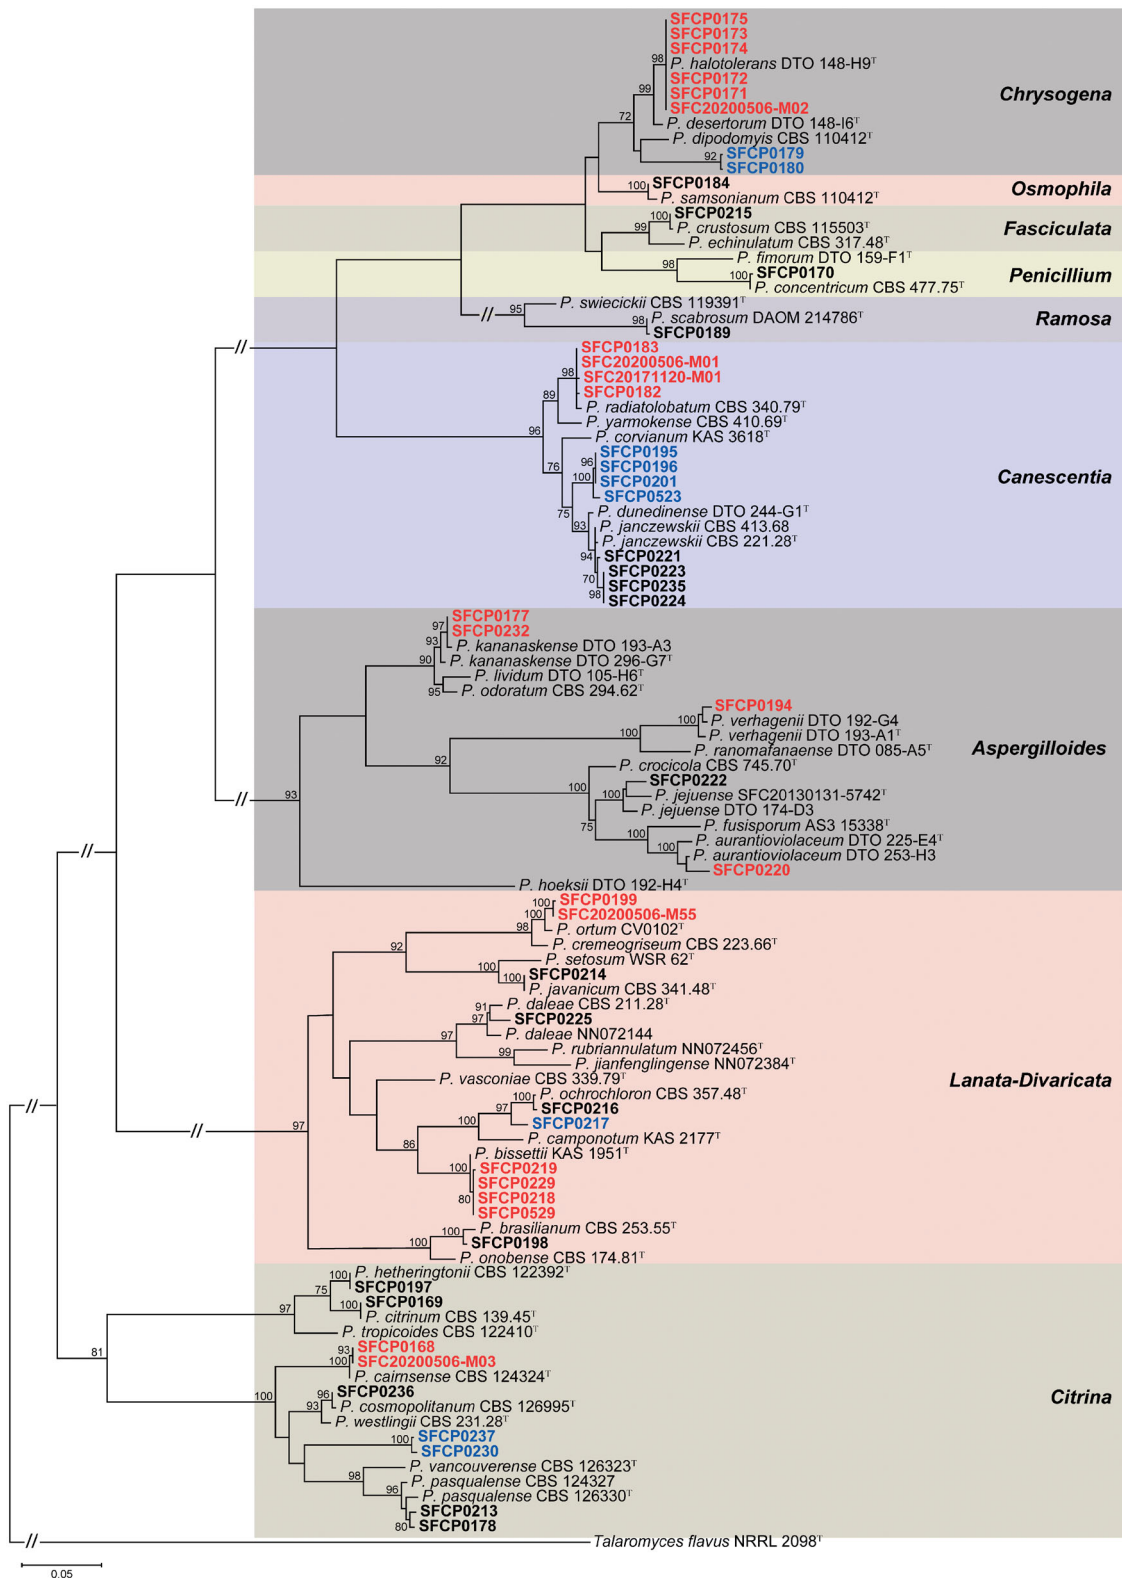 SFCP0175
SFCP0173
SFCP0174
98
P. halotolerans DTO 148-H9ᵀ
SFCP0172
99
SFCP0171
Chrysogena
SFC20200506-M02
72
P. desertorum DTO 148-I6ᵀ
P. dipodomyis CBS 110412ᵀ
92
SFCP0179
SFCP0180
100
SFCP0184
Osmophila
P. samsonianum CBS 110412ᵀ
100
SFCP0215
99
P. crustosum CBS 115503ᵀ
Fasciculata
P. echinulatum CBS 317.48ᵀ
P. fimorum DTO 159-F1ᵀ
98
100
SFCP0170
Penicillium
P. concentricum CBS 477.75ᵀ
P. swiecickii CBS 119391ᵀ
95
98
P. scabrosum DAOM 214786ᵀ
Ramosa
SFCP0189
SFCP0183
SFC20200506-M01
98
SFC20171120-M01
89
SFCP0182
P. radiatolobatum CBS 340.79ᵀ
P. yarmokense CBS 410.69ᵀ
96
P. corvianum KAS 3618ᵀ
SFCP0195
76
96
SFCP0196
100
SFCP0201
Canescentia
SFCP0523
75
P. dunedinense DTO 244-G1ᵀ
93
P. janczewskii CBS 413.68
P. janczewskii CBS 221.28ᵀ
94
SFCP0221
70
SFCP0223
SFCP0235
98
SFCP0224
SFCP0177
97
SFCP0232
93
P. kananaskense DTO 193-A3
90
P. kananaskense DTO 296-G7ᵀ
P. lividum DTO 105-H6ᵀ
95
P. odoratum CBS 294.62ᵀ
SFCP0194
100
P. verhagenii DTO 192-G4
100
P. verhagenii DTO 193-A1ᵀ
P. ranomafanaense DTO 085-A5ᵀ
Aspergilloides
92
P. crocicola CBS 745.70ᵀ
100
SFCP0222
93
100
P. jejuense SFC20130131-5742ᵀ
P. jejuense DTO 174-D3
75
P. fusisporum AS3 15338ᵀ
100
100
P. aurantioviolaceum DTO 225-E4ᵀ
P. aurantioviolaceum DTO 253-H3
SFCP0220
P. hoeksii DTO 192-H4ᵀ
100
SFCP0199
100
SFC20200506-M55
98
P. ortum CV0102ᵀ
92
P. cremeogriseum CBS 223.66ᵀ
P. setosum WSR 62ᵀ
100
100
SFCP0214
P. javanicum CBS 341.48ᵀ
91
P. daleae CBS 211.28ᵀ
97
SFCP0225
97
P. daleae NN072144
99
P. rubriannulatum NN072456ᵀ
P. jianfenglingense NN072384ᵀ
P. vasconiae CBS 339.79ᵀ
Lanata-Divaricata
P. ochrochloron CBS 357.48ᵀ
97
SFCP0216
100
SFCP0217
97
P. camponotum KAS 2177ᵀ
86
P. bissettii KAS 1951ᵀ
100
SFCP0219
SFCP0229
80
SFCP0218
SFCP0529
100
P. brasilianum CBS 253.55ᵀ
100
SFCP0198
P. onobense CBS 174.81ᵀ
100
P. hetheringtonii CBS 122392ᵀ
75
SFCP0197
97
100
SFCP0169
P. citrinum CBS 139.45ᵀ
P. tropicoides CBS 122410ᵀ
93
SFCP0168
81
100
SFC20200506-M03
P. cairnsense CBS 124324ᵀ
100
96
SFCP0236
Citrina
93
P. cosmopolitanum CBS 126995ᵀ
P. westlingii CBS 231.28ᵀ
100
SFCP0237
SFCP0230
98
P. vancouverense CBS 126323ᵀ
96
P. pasqualense CBS 124327
P. pasqualense CBS 126330ᵀ
SFCP0213
80
SFCP0178
Talaromyces flavus NRRL 2098ᵀ
0.05